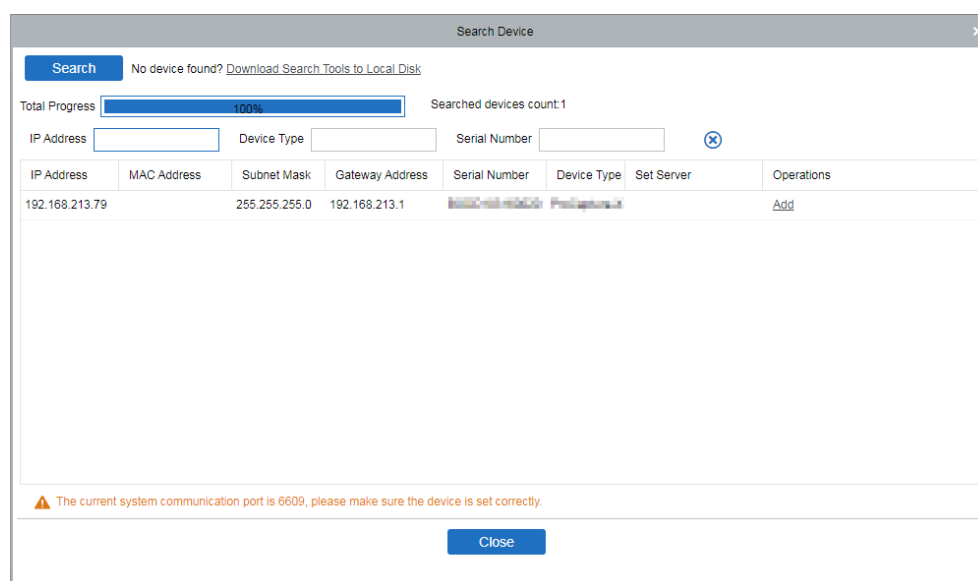 Search Device
Search No device found? Download Search Tools to Local Disk
Total Progress 100% Searched devices count:1
IP Address Device Type Serial Number
IP Address MAC Address Subnet Mask Gateway Address Serial Number Device Type Set Server Operations
192.168.213.79 255.255.255.0 192.168.213.1 Add
The current system communication port is 6609, please make sure the device is set correctly.
Close